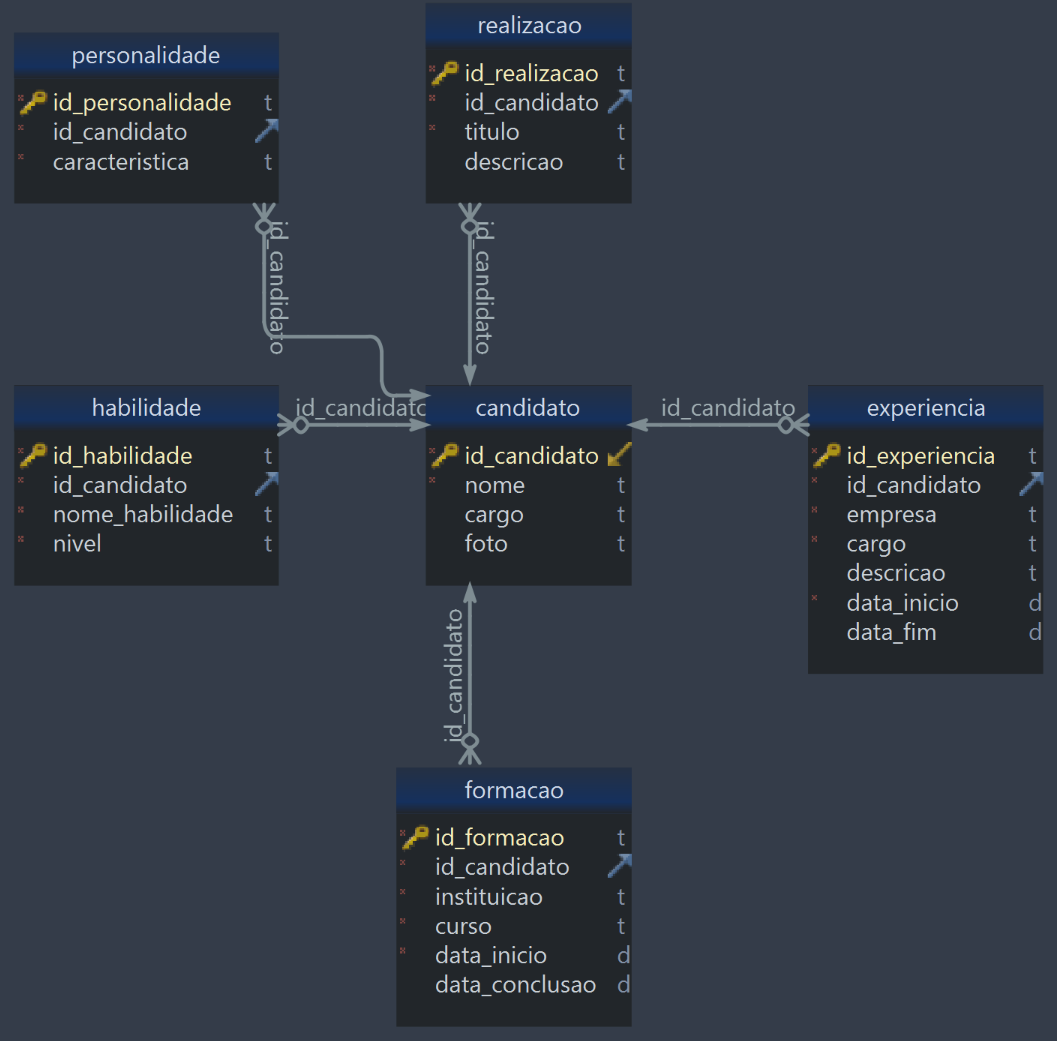 personalidade
id_personalidade t
id_candidato
caracteristica t
realizacao
id_realizacao t
id_candidato
titulo t
descricao t
id_candidato
id_candidato
habilidade
id_habilidade t
id_candidato
nome_habilidade t
nivel t
id_candidato
candidato
id_candidato
nome t
cargo t
foto t
id_candidato
experiencia
id_experiencia t
id_candidato
empresa t
cargo t
descricao t
data_inicio d
data_fim d
id_candidato
formacao
id_formacao t
id_candidato
instituicao t
curso t
data_inicio d
data_conclusao d